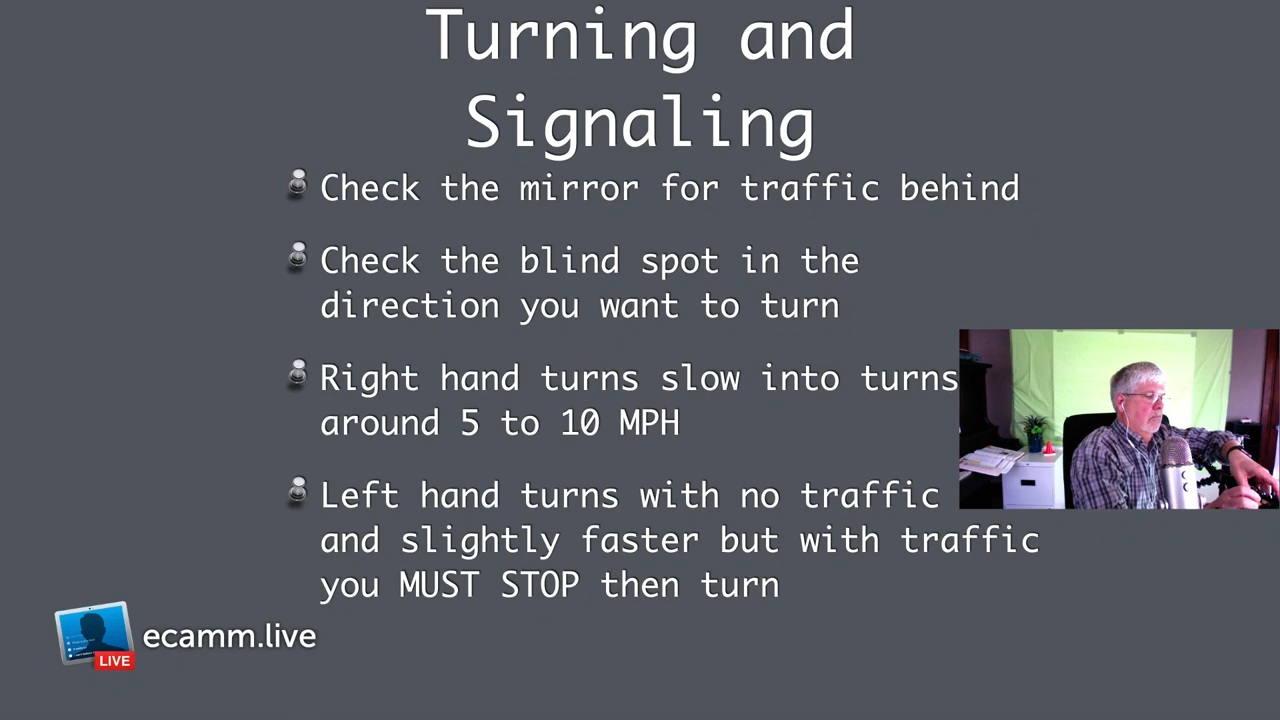 Turning and
Signaling
Check the mirror for traffic behind
Check the blind spot in the
direction you want to turn
Right hand turns slow into turns
around 5 to 10 MPH
Left hand turns with no traffic
and slightly faster but with traffic
you MUST STOP then turn
ecamm.live
LIVE